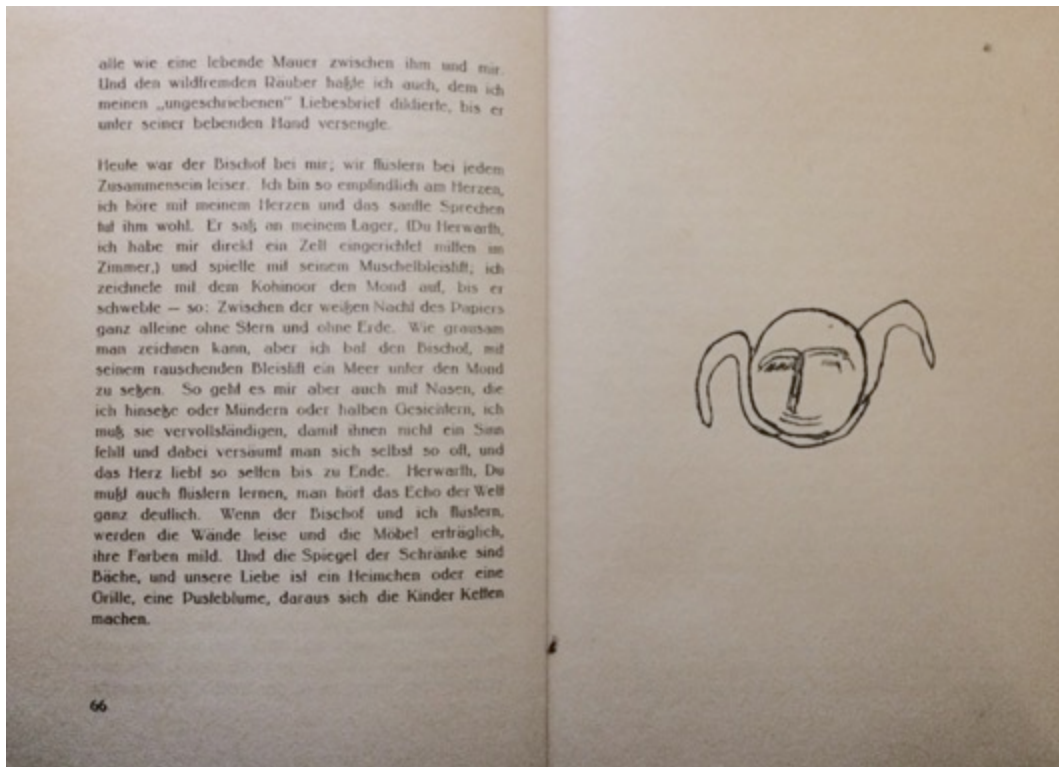 alle wie eine lebende Mauer zwischen ihm und mir.
Und den wildfremden Räuber haßte ich auch, dem ich
meinen „ungeschriebenen“ Liebesbrief diktierte, bis er
unter seiner bebenden Hand versengte.
Heute war der Bischof bei mir; wir flüstern bei jedem
Zusammensein leiser. Ich bin so empfindlich am Herzen,
ich höre mit meinem Herzen und das sanfte Sprechen
tut ihm wohl. Er saß an meinem Lager, (Du Herwarth,
ich habe mir direkt ein Zelt eingerichtet mitten im
Zimmer,) und spielte mit seinem Muschelbleistift; ich
zeichnete mit dem Kohinoor den Mond auf, bis er
schwebte — so: Zwischen der weißen Nacht des Papiers
ganz alleine ohne Stern und ohne Erde. Wie grausam
man zeichnen kann, aber ich bat den Bischof, mit
seinem rauschenden Bleistift ein Meer unter den Mond
zu setzen. So geht es mir aber auch mit Nasen, die
ich hinsetze oder Mündern oder halben Gesichtern, ich
muß sie vervollständigen, damit ihnen nicht ein Sinn
fehlt und dabei versäumt man sich selbst so oft, und
das Herz liebt so selten bis zu Ende. Herwarth, Du
mußt auch flüstern lernen, man hört das Echo der Welt
ganz deutlich. Wenn der Bischof und ich flüstern,
werden die Wände leise und die Möbel erträglich,
ihre Farben mild. Und die Spiegel der Schränke sind
Bäche, und unsere Liebe ist ein Heimchen oder eine
Grille, eine Pusteblume, daraus sich die Kinder Ketten
machen.
66